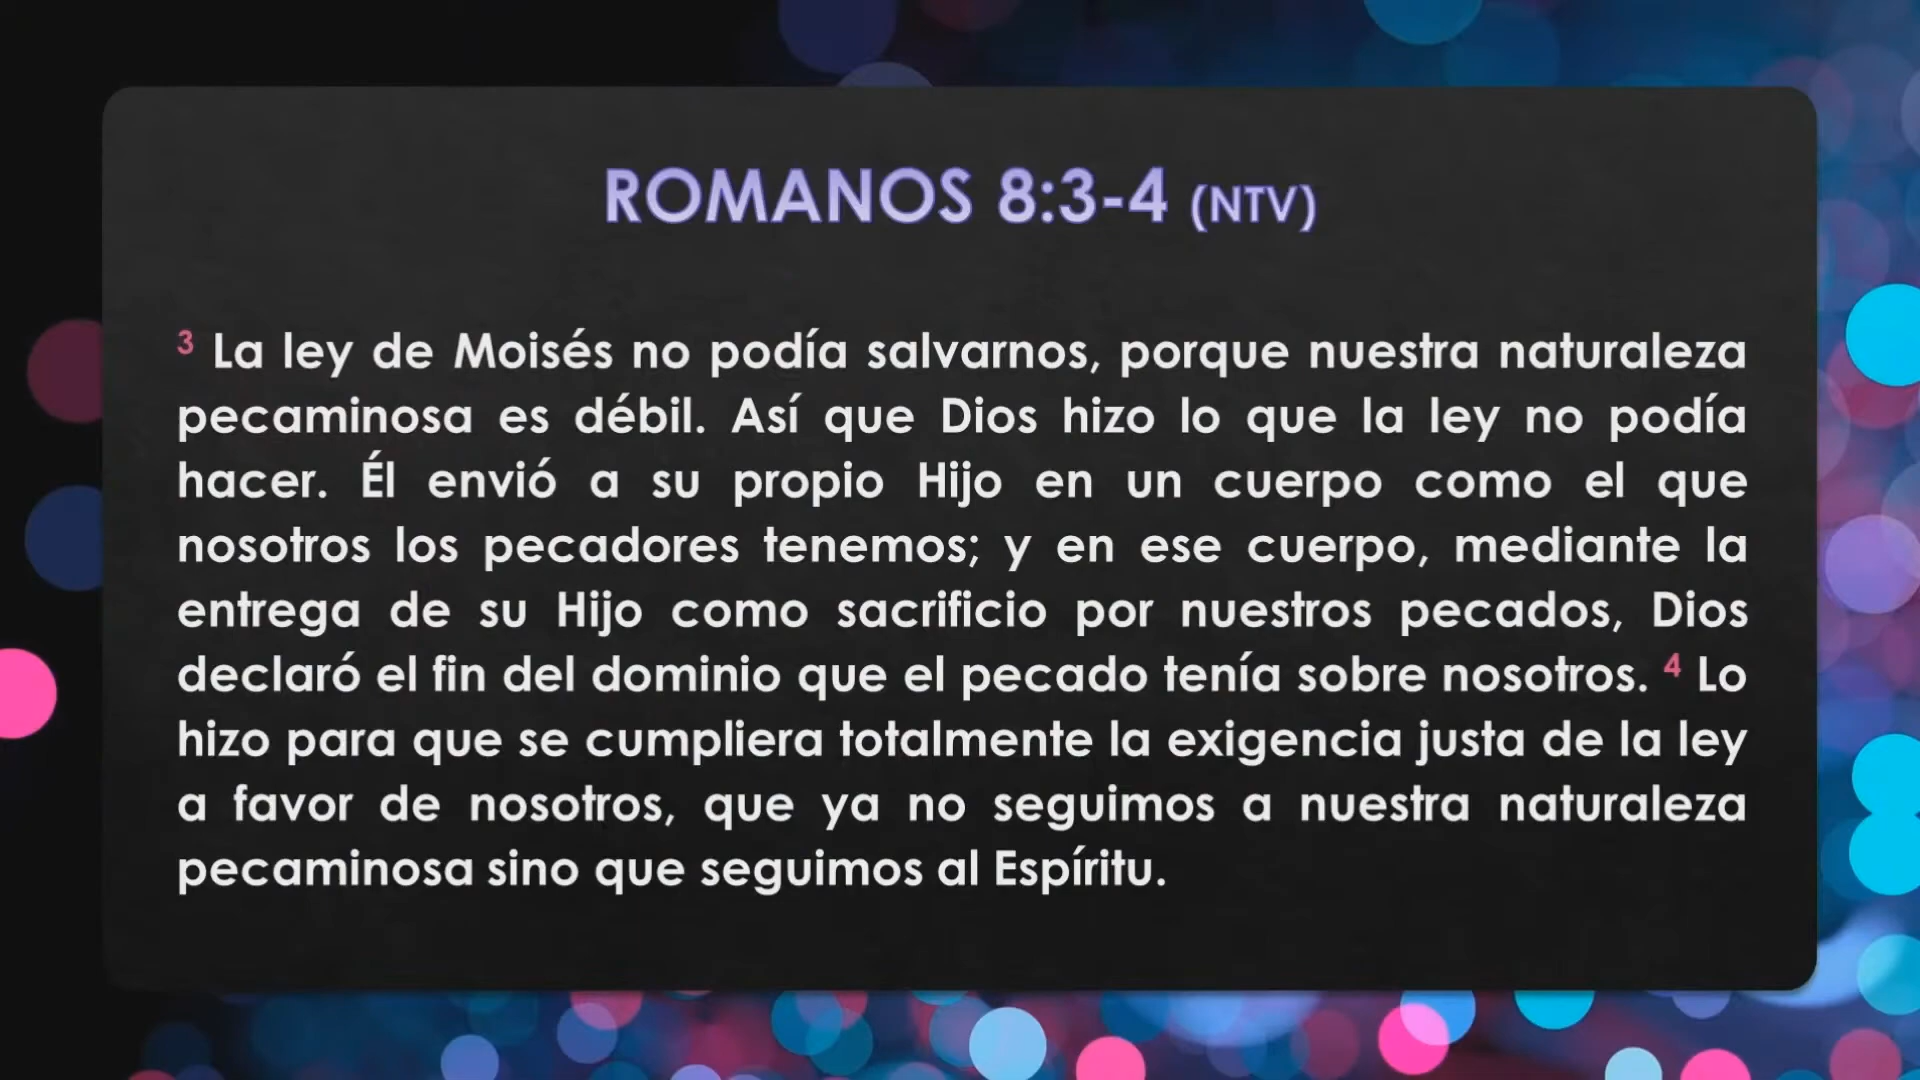 ROMANOS 8:3-4 (NTV)
3 La ley de Moisés no podía salvarnos, porque nuestra naturaleza
pecaminosa es débil. Así que Dios hizo lo que la ley no podía
hacer. Él envió a su propio Hijo en un cuerpo como el que
nosotros los pecadores tenemos; y en ese cuerpo, mediante la
entrega de su Hijo como sacrificio por nuestros pecados, Dios
declaró el fin del dominio que el pecado tenía sobre nosotros. 4 Lo
hizo para que se cumpliera totalmente la exigencia justa de la ley
a favor de nosotros, que ya no seguimos a nuestra naturaleza
pecaminosa sino que seguimos al Espíritu.